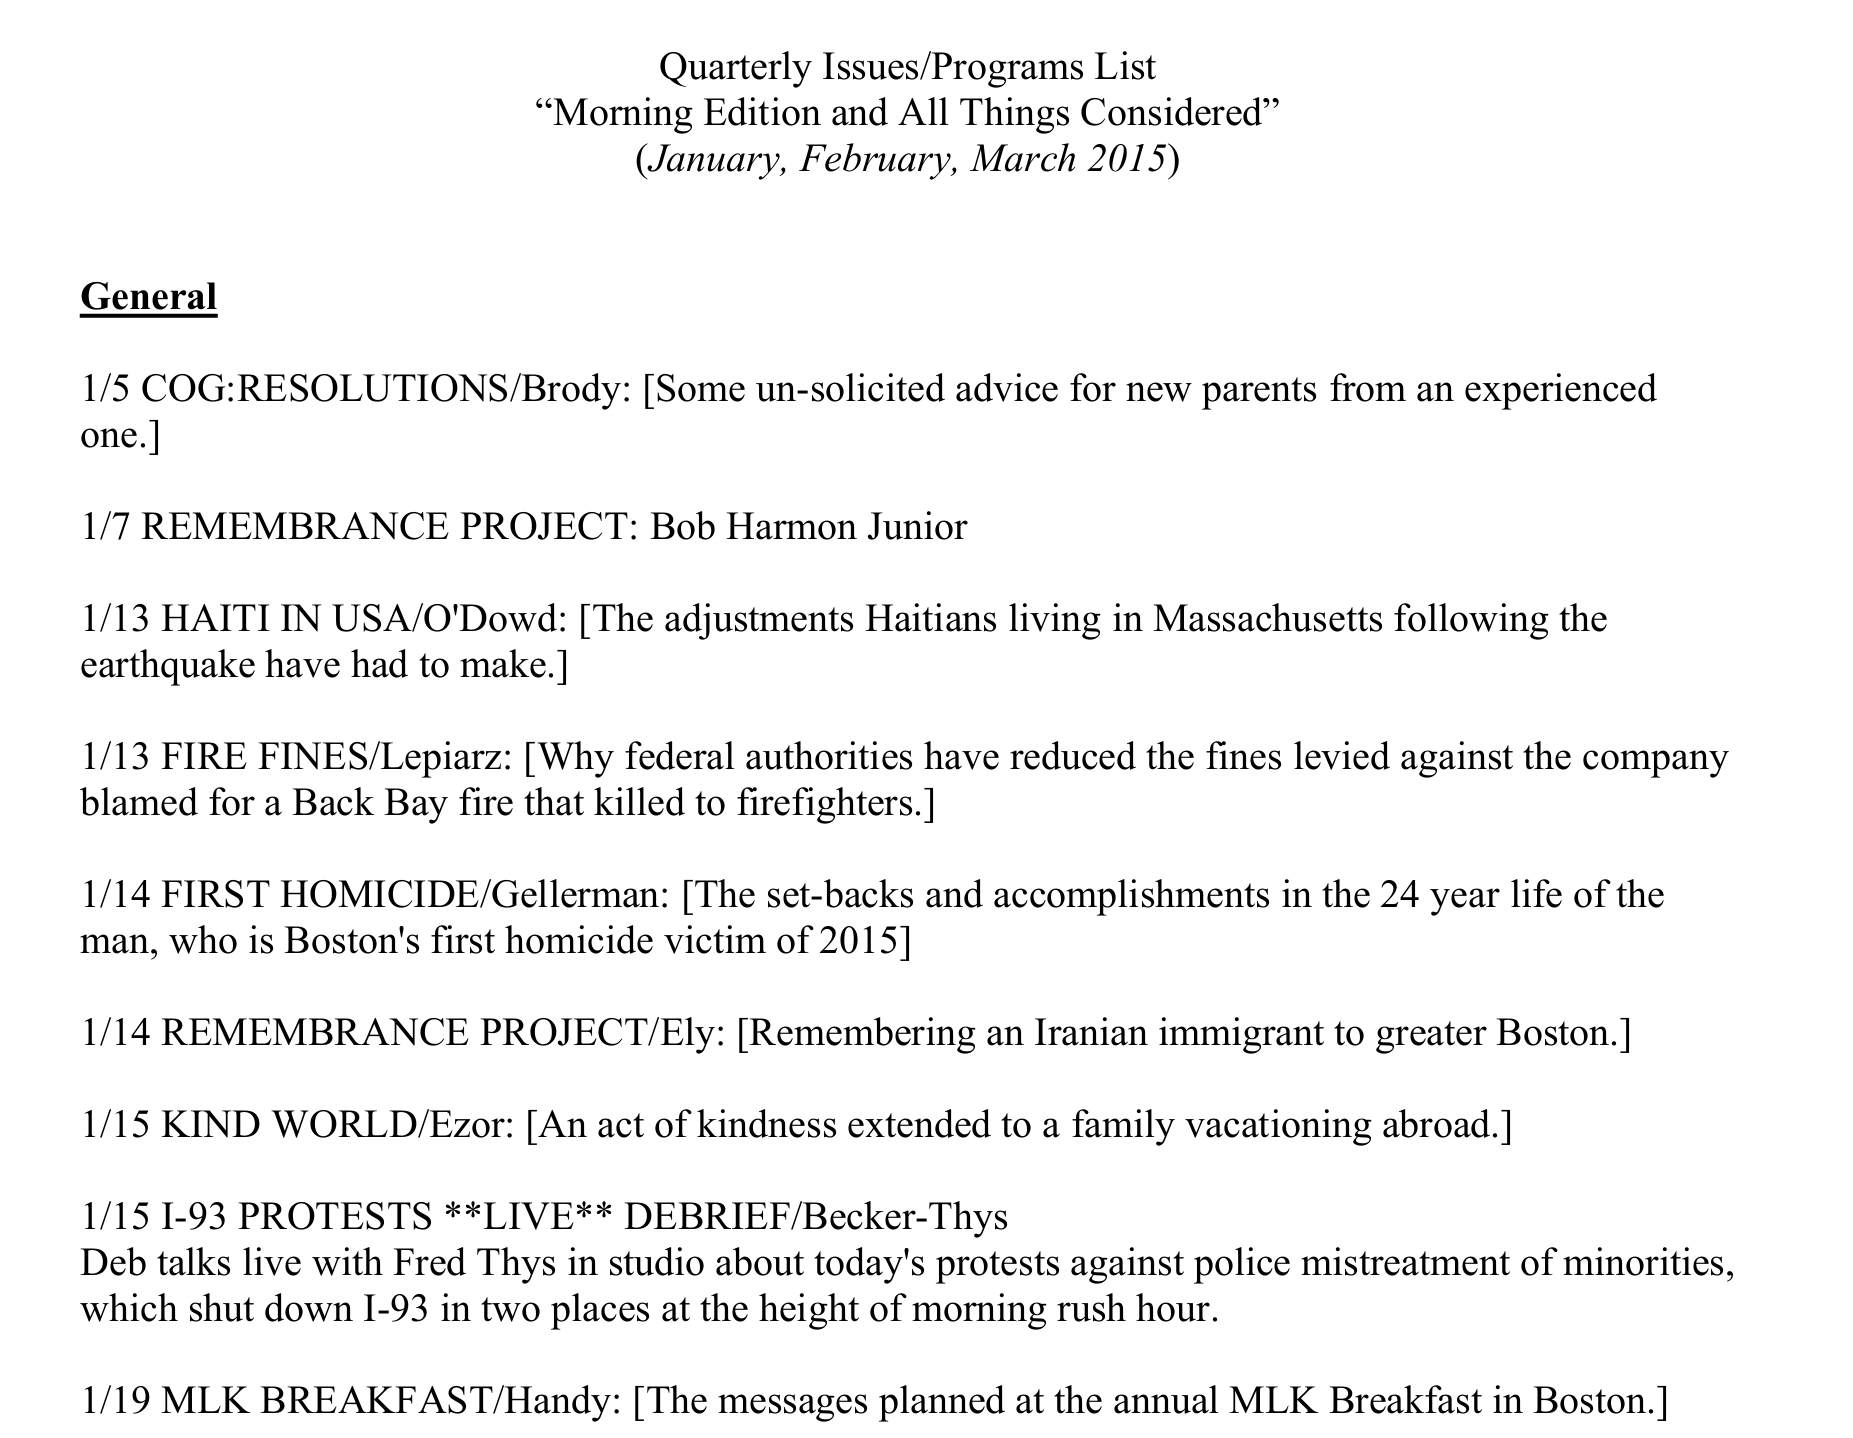 Quarterly Issues/Programs List
“Morning Edition and All Things Considered”
(January, February, March 2015)
General
1/5 COG:RESOLUTIONS/Brody: [Some un-solicited advice for new parents from an experienced
one.]
1/7 REMEMBRANCE PROJECT: Bob Harmon Junior
1/13 HAITI IN USA/O'Dowd: [The adjustments Haitians living in Massachusetts following the
earthquake have had to make.]
1/13 FIRE FINES/Lepiarz: [Why federal authorities have reduced the fines levied against the company
blamed for a Back Bay fire that killed to firefighters.]
1/14 FIRST HOMICIDE/Gellerman: [The set-backs and accomplishments in the 24 year life of the
man, who is Boston's first homicide victim of 2015]
1/14 REMEMBRANCE PROJECT/Ely: [Remembering an Iranian immigrant to greater Boston.]
1/15 KIND WORLD/Ezor: [An act of kindness extended to a family vacationing abroad.]
1/15 I-93 PROTESTS **LIVE** DEBRIEF/Becker-Thys
Deb talks live with Fred Thys in studio about today's protests against police mistreatment of minorities,
which shut down I-93 in two places at the height of morning rush hour.
1/19 MLK BREAKFAST/Handy: [The messages planned at the annual MLK Breakfast in Boston.]